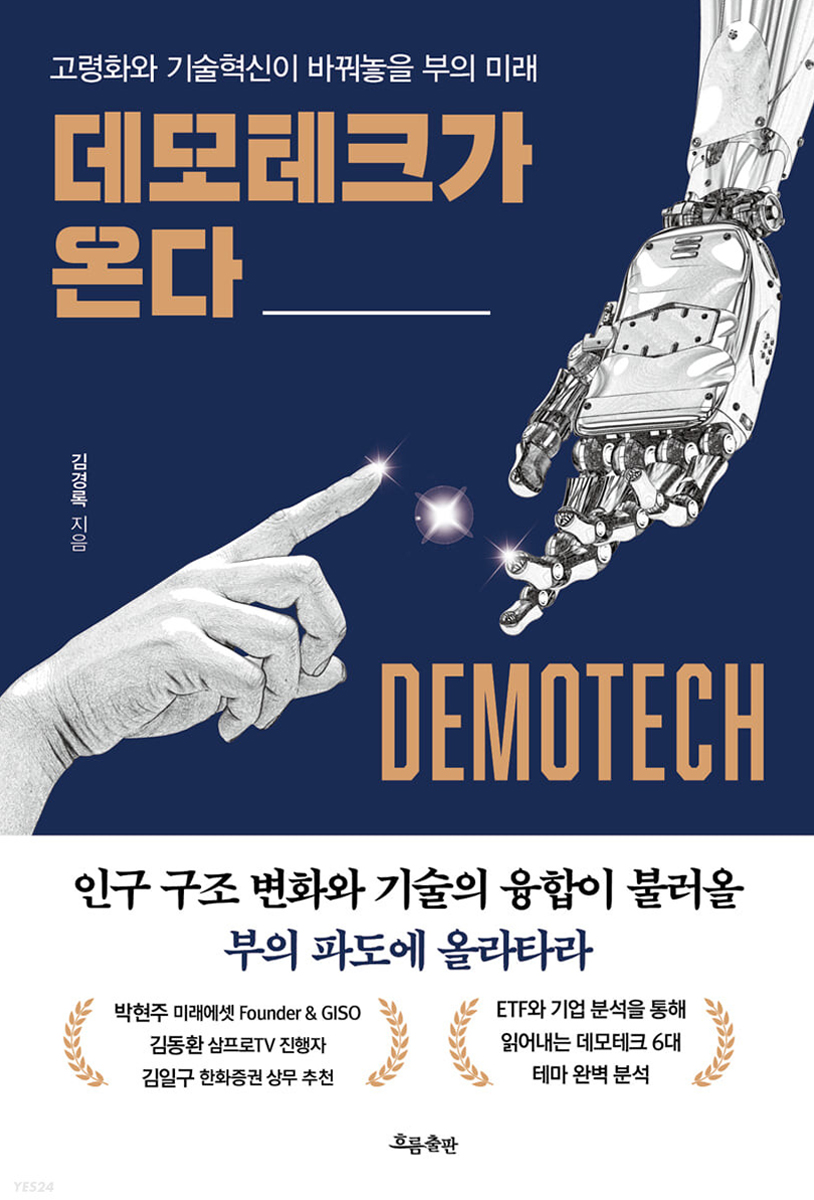 고령화와 기술혁신이 바꿔놓을 부의 미래
데모테크가
온다
김경록 지음
DEMOTECH
인구 구조 변화와 기술의 융합이 불러올
부의 파도에 올라타라
박현주 미래에셋 Founder & GISO
김동환 삼프로TV 진행자
김일구 한화증권 상무 추천
ETF와 기업 분석을 통해
읽어내는 데모테크 6대
테마 완벽 분석
흐름출판
YES24